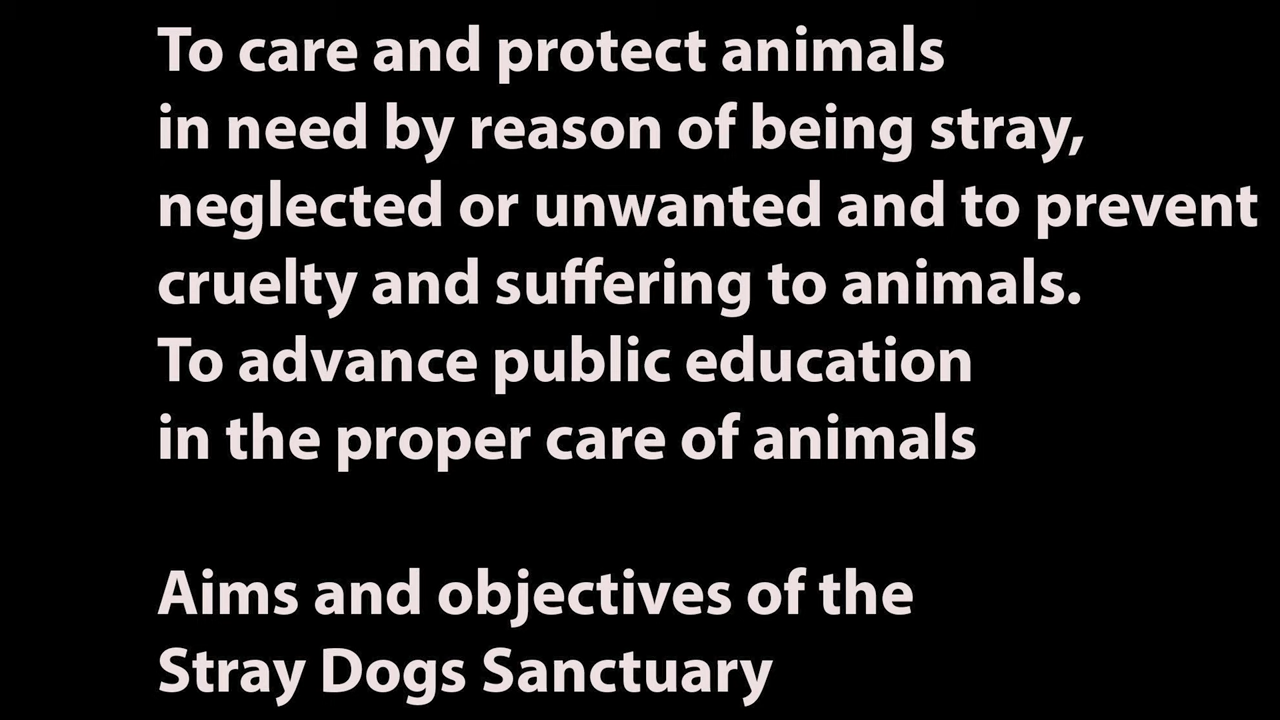 To care and protect animals
in need by reason of being stray,
neglected or unwanted and to prevent
cruelty and suffering to animals.
To advance public education
in the proper care of animals
Aims and objectives of the
Stray Dogs Sanctuary